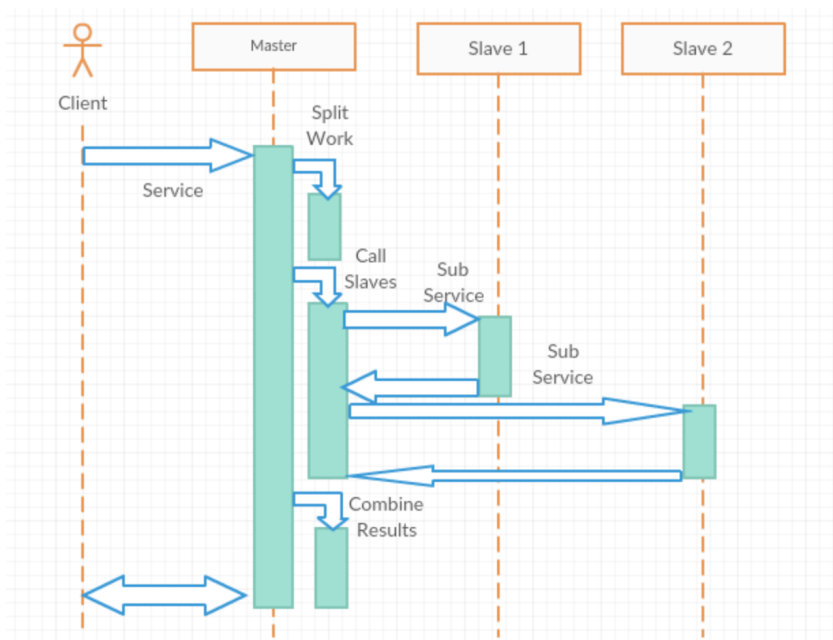 Master
Slave 1
Slave 2
Client
Split
Work
Service
Call
Slaves
Sub
Service
Sub
Service
Combine
Results